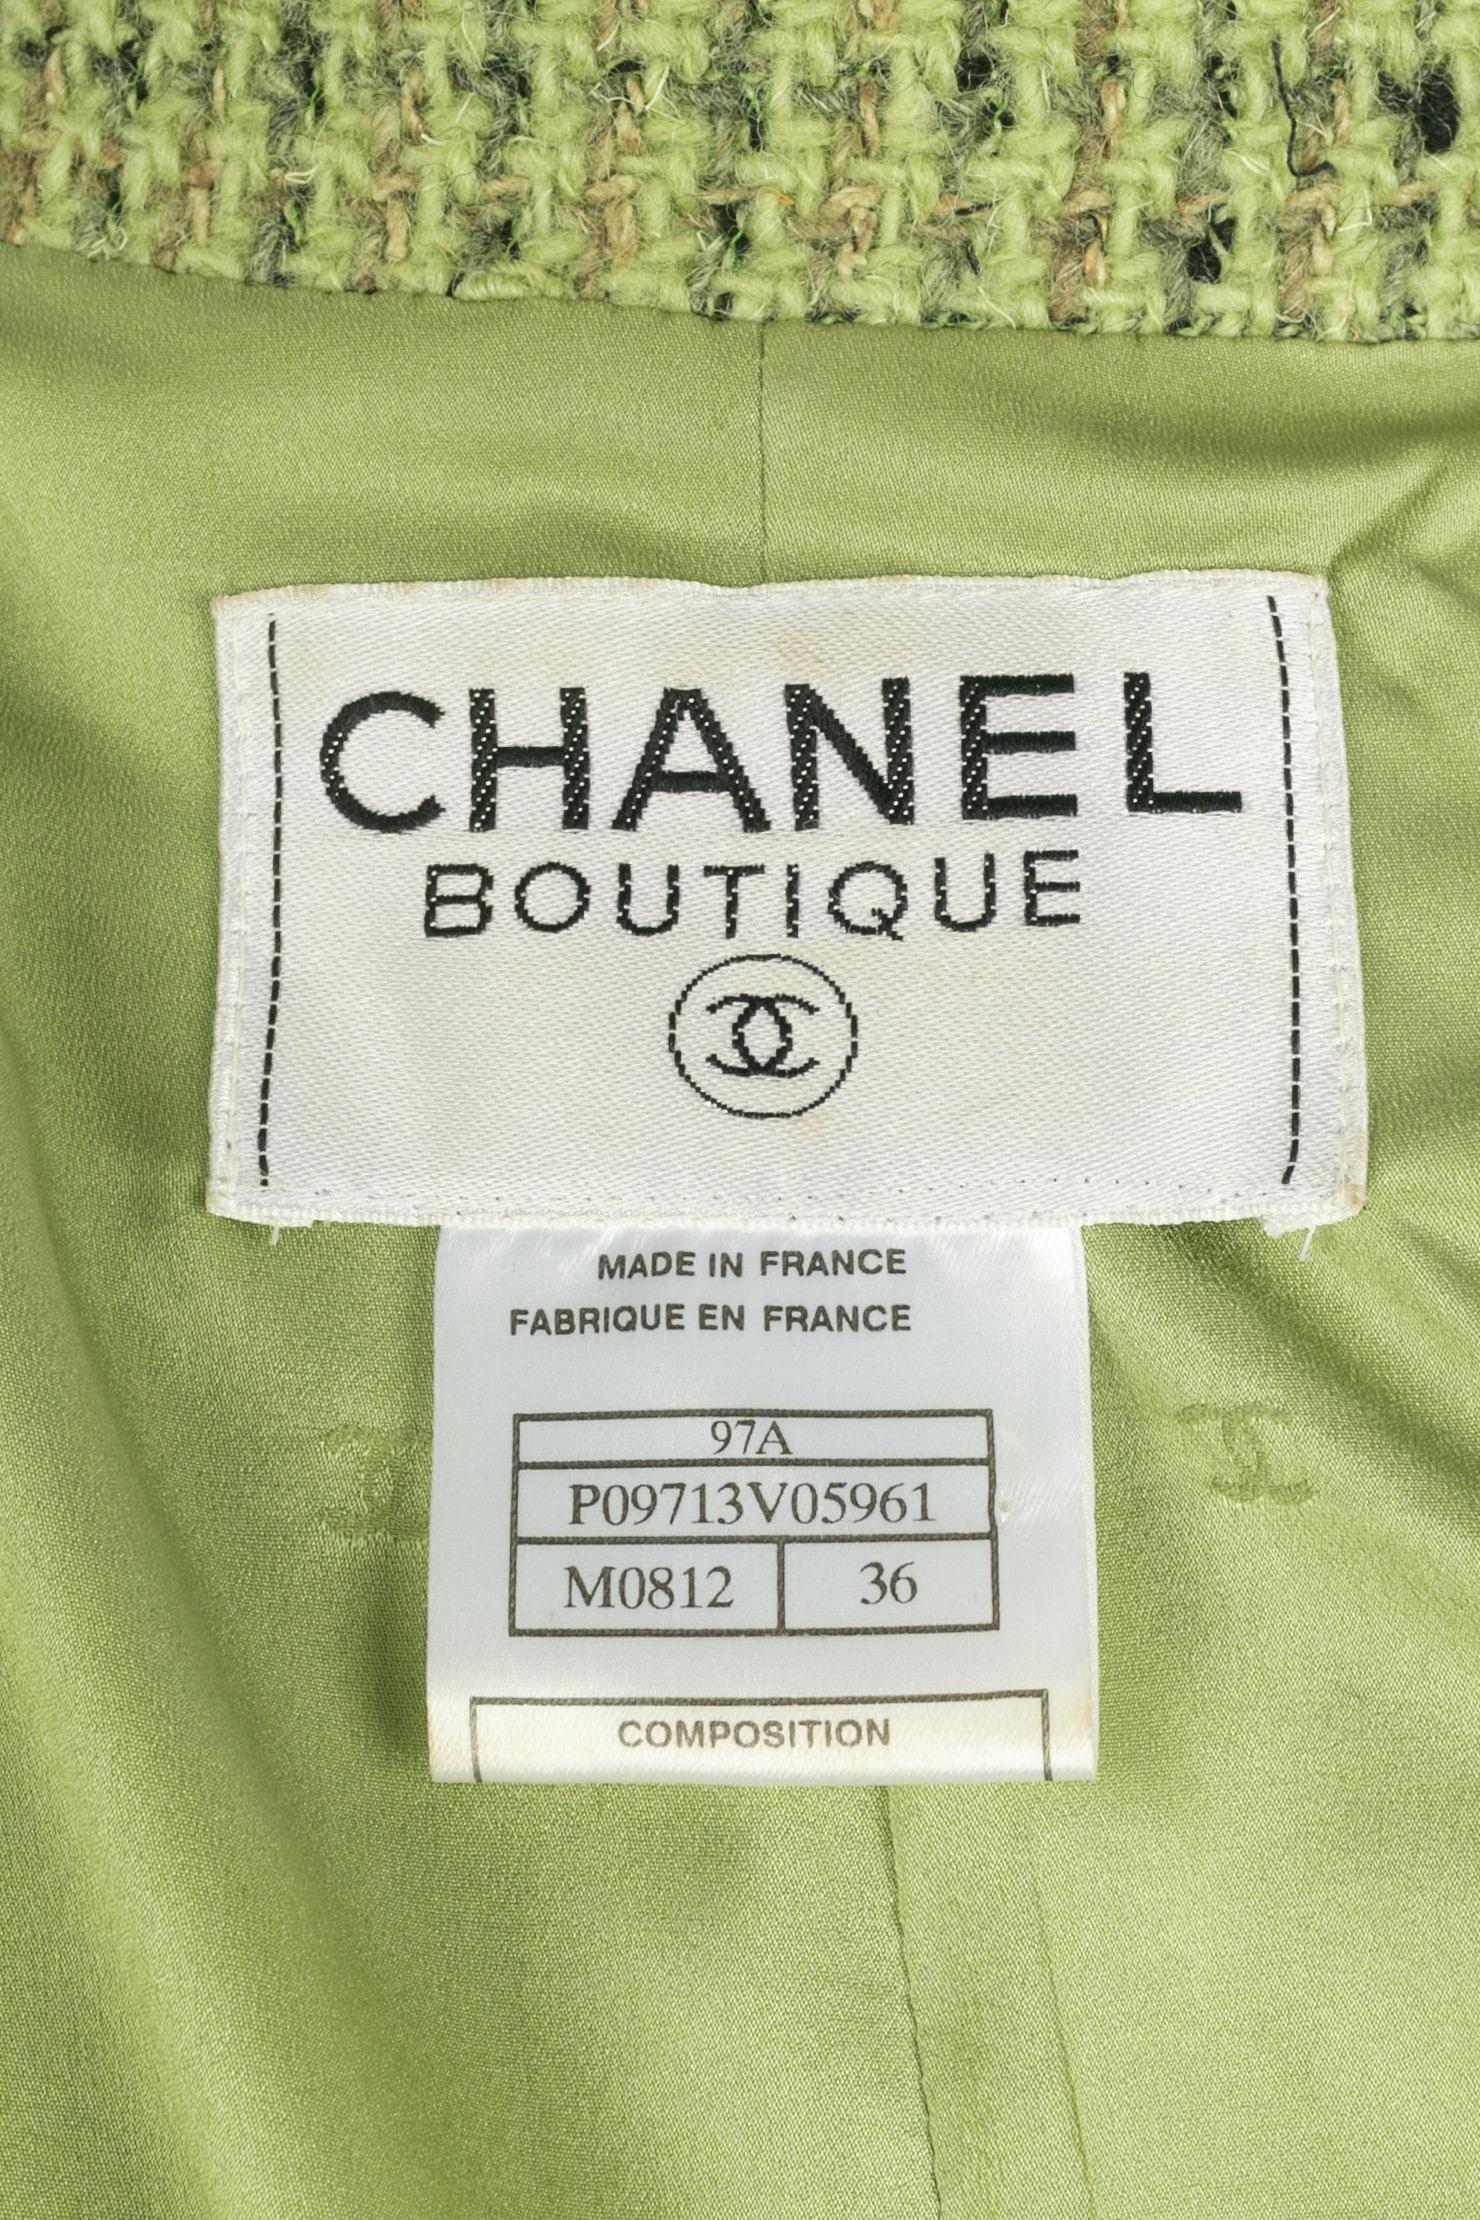 CHANEL
BOUTIQUE
MADE IN FRANCE
FABRIQUE EN FRANCE
97A
P09713V05961
M0812 36
COMPOSITION